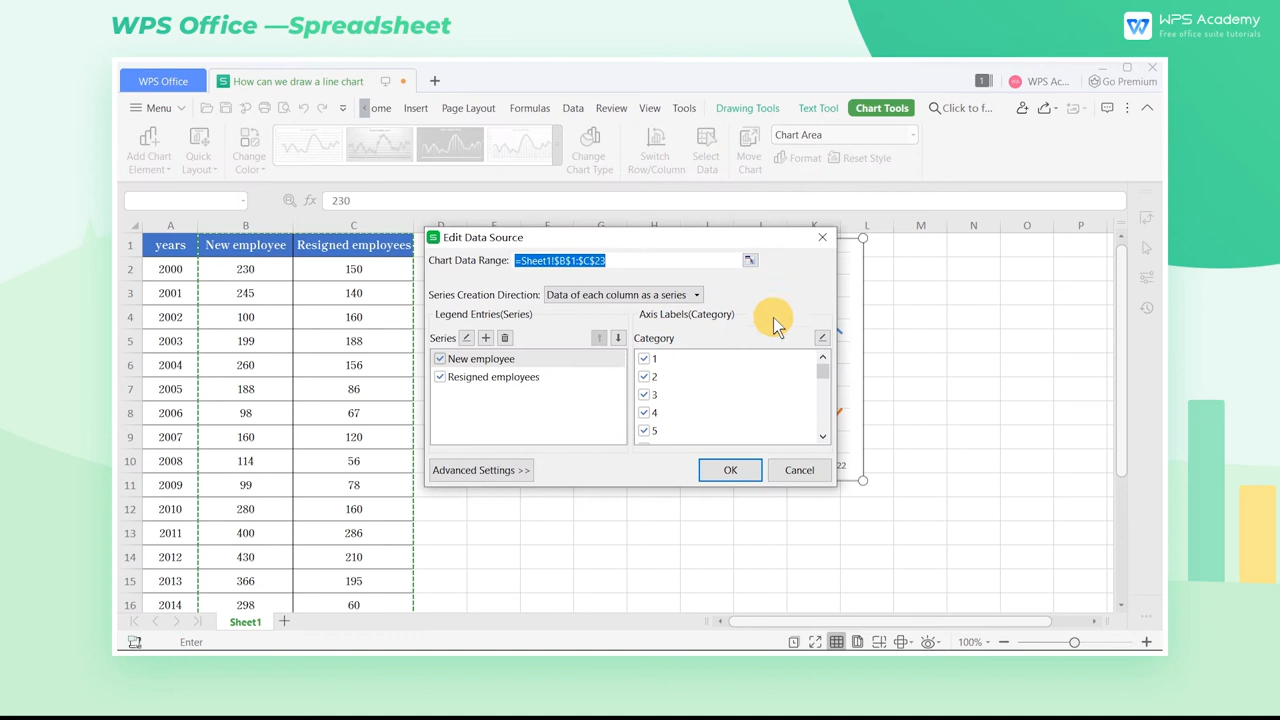 WPS Office —Spreadsheet
WPS Academy
Free office suite tutorials
WPS Office
S How can we draw a line chart
1
WPS Ac...
Go Premium
Menu
ome Insert Page Layout Formulas Data Review View Tools Drawing Tools Text Tool Chart Tools Click to f...
Add Chart Element
Quick Layout
Change Color
Change Chart Type
Switch Row/Column
Select Data
Move Chart
Chart Area
Format
Reset Style
fx 230
A B C D E F G H I J K L M N O P
1 years New employee Resigned employees
2 2000 230 150
3 2001 245 140
4 2002 100 160
5 2003 199 188
6 2004 260 156
7 2005 188 86
8 2006 98 67
9 2007 160 120
10 2008 114 56
11 2009 99 78
12 2010 280 160
13 2011 400 286
14 2012 430 210
15 2013 366 195
16 2014 298 60
S Edit Data Source
Chart Data Range: =Sheet1!$B$1:$C$23
Series Creation Direction: Data of each column as a series
Legend Entries(Series)
Axis Labels(Category)
Series
Category
New employee
Resigned employees
1
2
3
4
5
Advanced Settings >>
OK
Cancel
22
Sheet1
Enter
100%